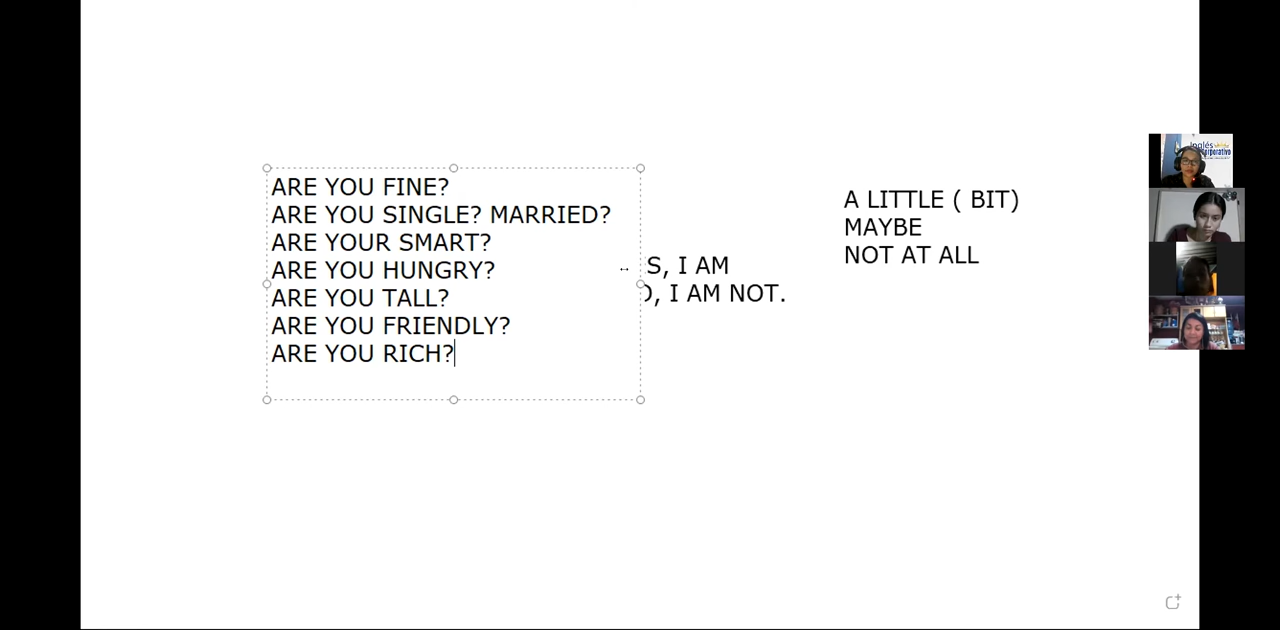 ARE YOU FINE?
ARE YOU SINGLE? MARRIED?
ARE YOUR SMART?
ARE YOU HUNGRY?
ARE YOU TALL?
ARE YOU FRIENDLY?
ARE YOU RICH?
S, I AM
O, I AM NOT.
A LITTLE ( BIT)
MAYBE
NOT AT ALL
Inglés